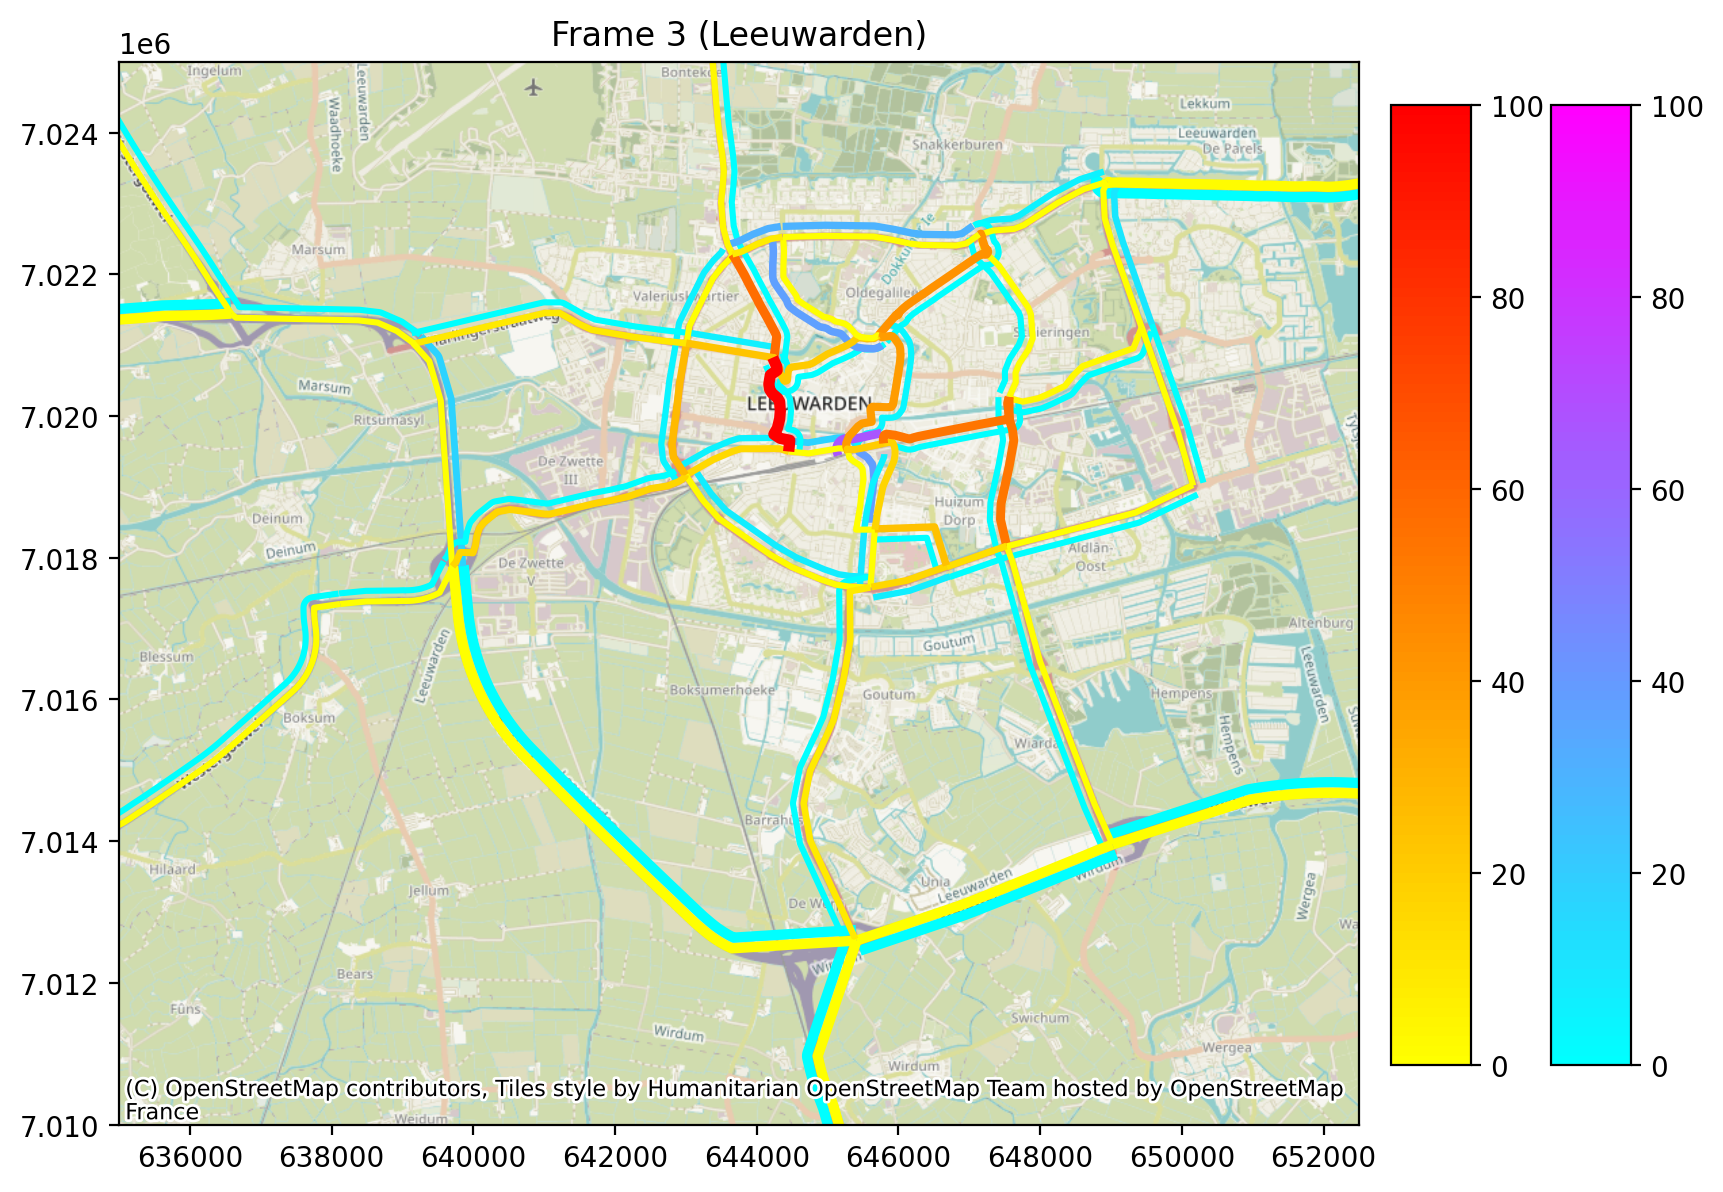 Frame 3 (Leeuwarden)
1e6
7.024
7.022
7.020
7.018
7.016
7.014
7.012
7.010
636000 638000 640000 642000 644000 646000 648000 650000 652000
100
80
60
40
20
0
100
80
60
40
20
0
Ingelum
Leeuwarden
Waadhoeke
Bontekoe
Lekkum
Leeuwarden
De Parels
Snakkerburen
Marsum
Valeriuskwartier
Oldegalileën
Schieringen
Harlingerstraatweg
Marsum
Ritsumasyl
LEEUWARDEN
De Zwette
III
Deinum
Deinum
De Zwette
V
Huizum
Dorp
Aldlân-
Oost
Blessum
Leeuwarden
Boksum
Boksumerhoeke
Goutum
Goutum
Altenburg
Leeuwarden
Hempens
Hempens
Wiarda
Barrahûs
Hilaard
Jellum
Unia
Leeuwarden
Wirdum
Wergea
Bears
Wirdum
Fûns
Swichum
Wirdum
Wergea
Weidum
(C) OpenStreetMap contributors, Tiles style by Humanitarian OpenStreetMap Team hosted by OpenStreetMap
France